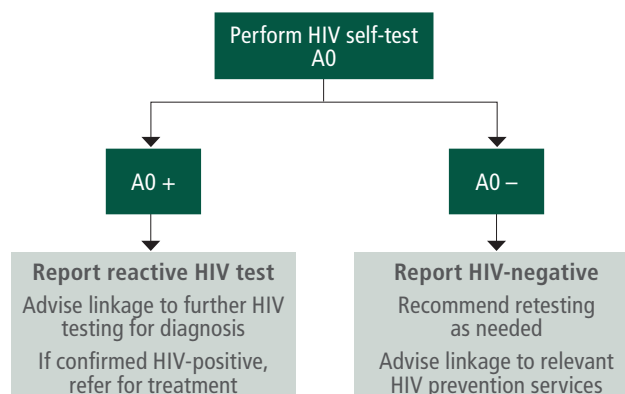 Perform HIV self-test
A0
A0 +
A0 –
Report reactive HIV test
Advise linkage to further HIV
testing for diagnosis
If confirmed HIV-positive,
refer for treatment
Report HIV-negative
Recommend retesting
as needed
Advise linkage to relevant
HIV prevention services